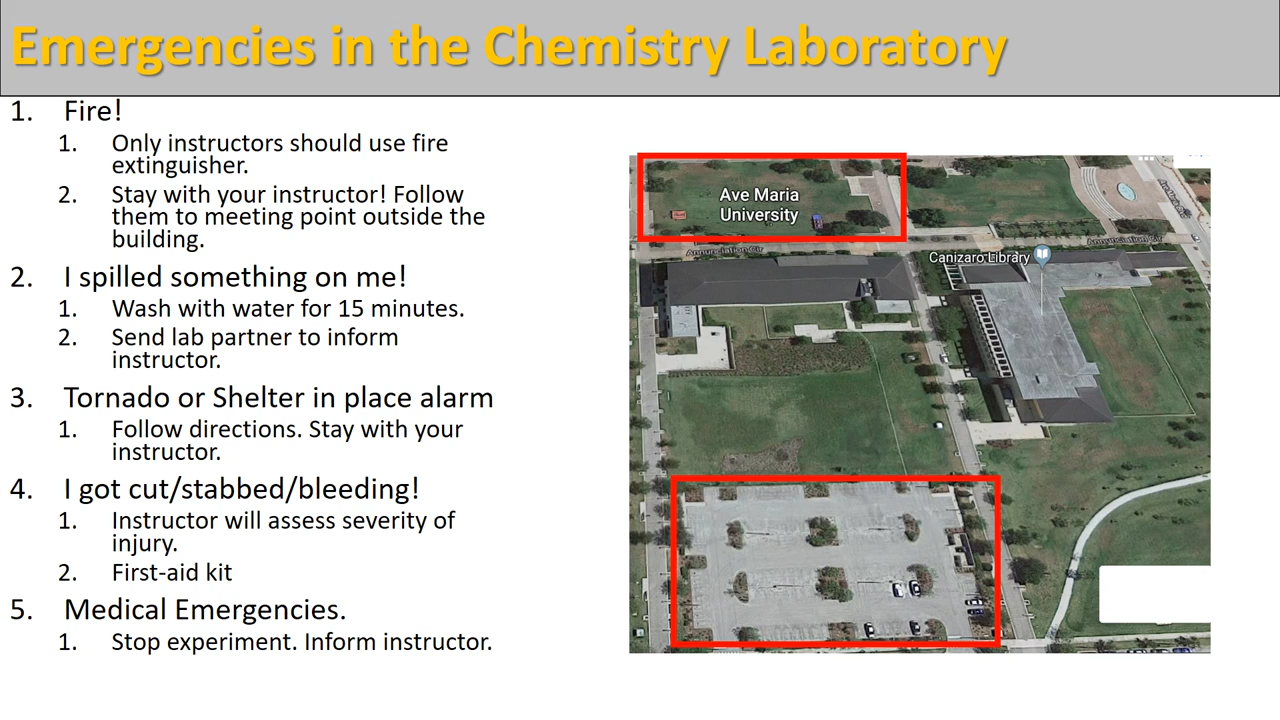 Emergencies in the Chemistry Laboratory
1. Fire!
1. Only instructors should use fire
extinguisher.
2. Stay with your instructor! Follow
them to meeting point outside the
building.
2. I spilled something on me!
1. Wash with water for 15 minutes.
2. Send lab partner to inform
instructor.
3. Tornado or Shelter in place alarm
1. Follow directions. Stay with your
instructor.
4. I got cut/stabbed/bleeding!
1. Instructor will assess severity of
injury.
2. First-aid kit
5. Medical Emergencies.
1. Stop experiment. Inform instructor.
Ave Maria
University
Annunciation Cir
Annunciation Cir
Canizaro Library